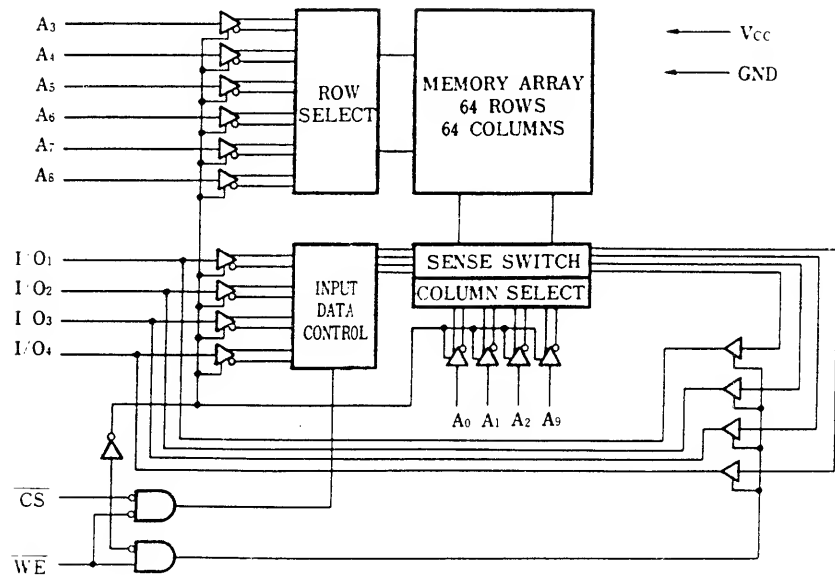 A3
A4
A5
A6
A7
A8
ROW
SELECT
MEMORY ARRAY
64 ROWS
64 COLUMNS
VCC
GND
I/O1
I/O2
I/O3
I/O4
INPUT
DATA
CONTROL
SENSE SWITCH
COLUMN SELECT
A0 A1 A2 A9
CS
WE